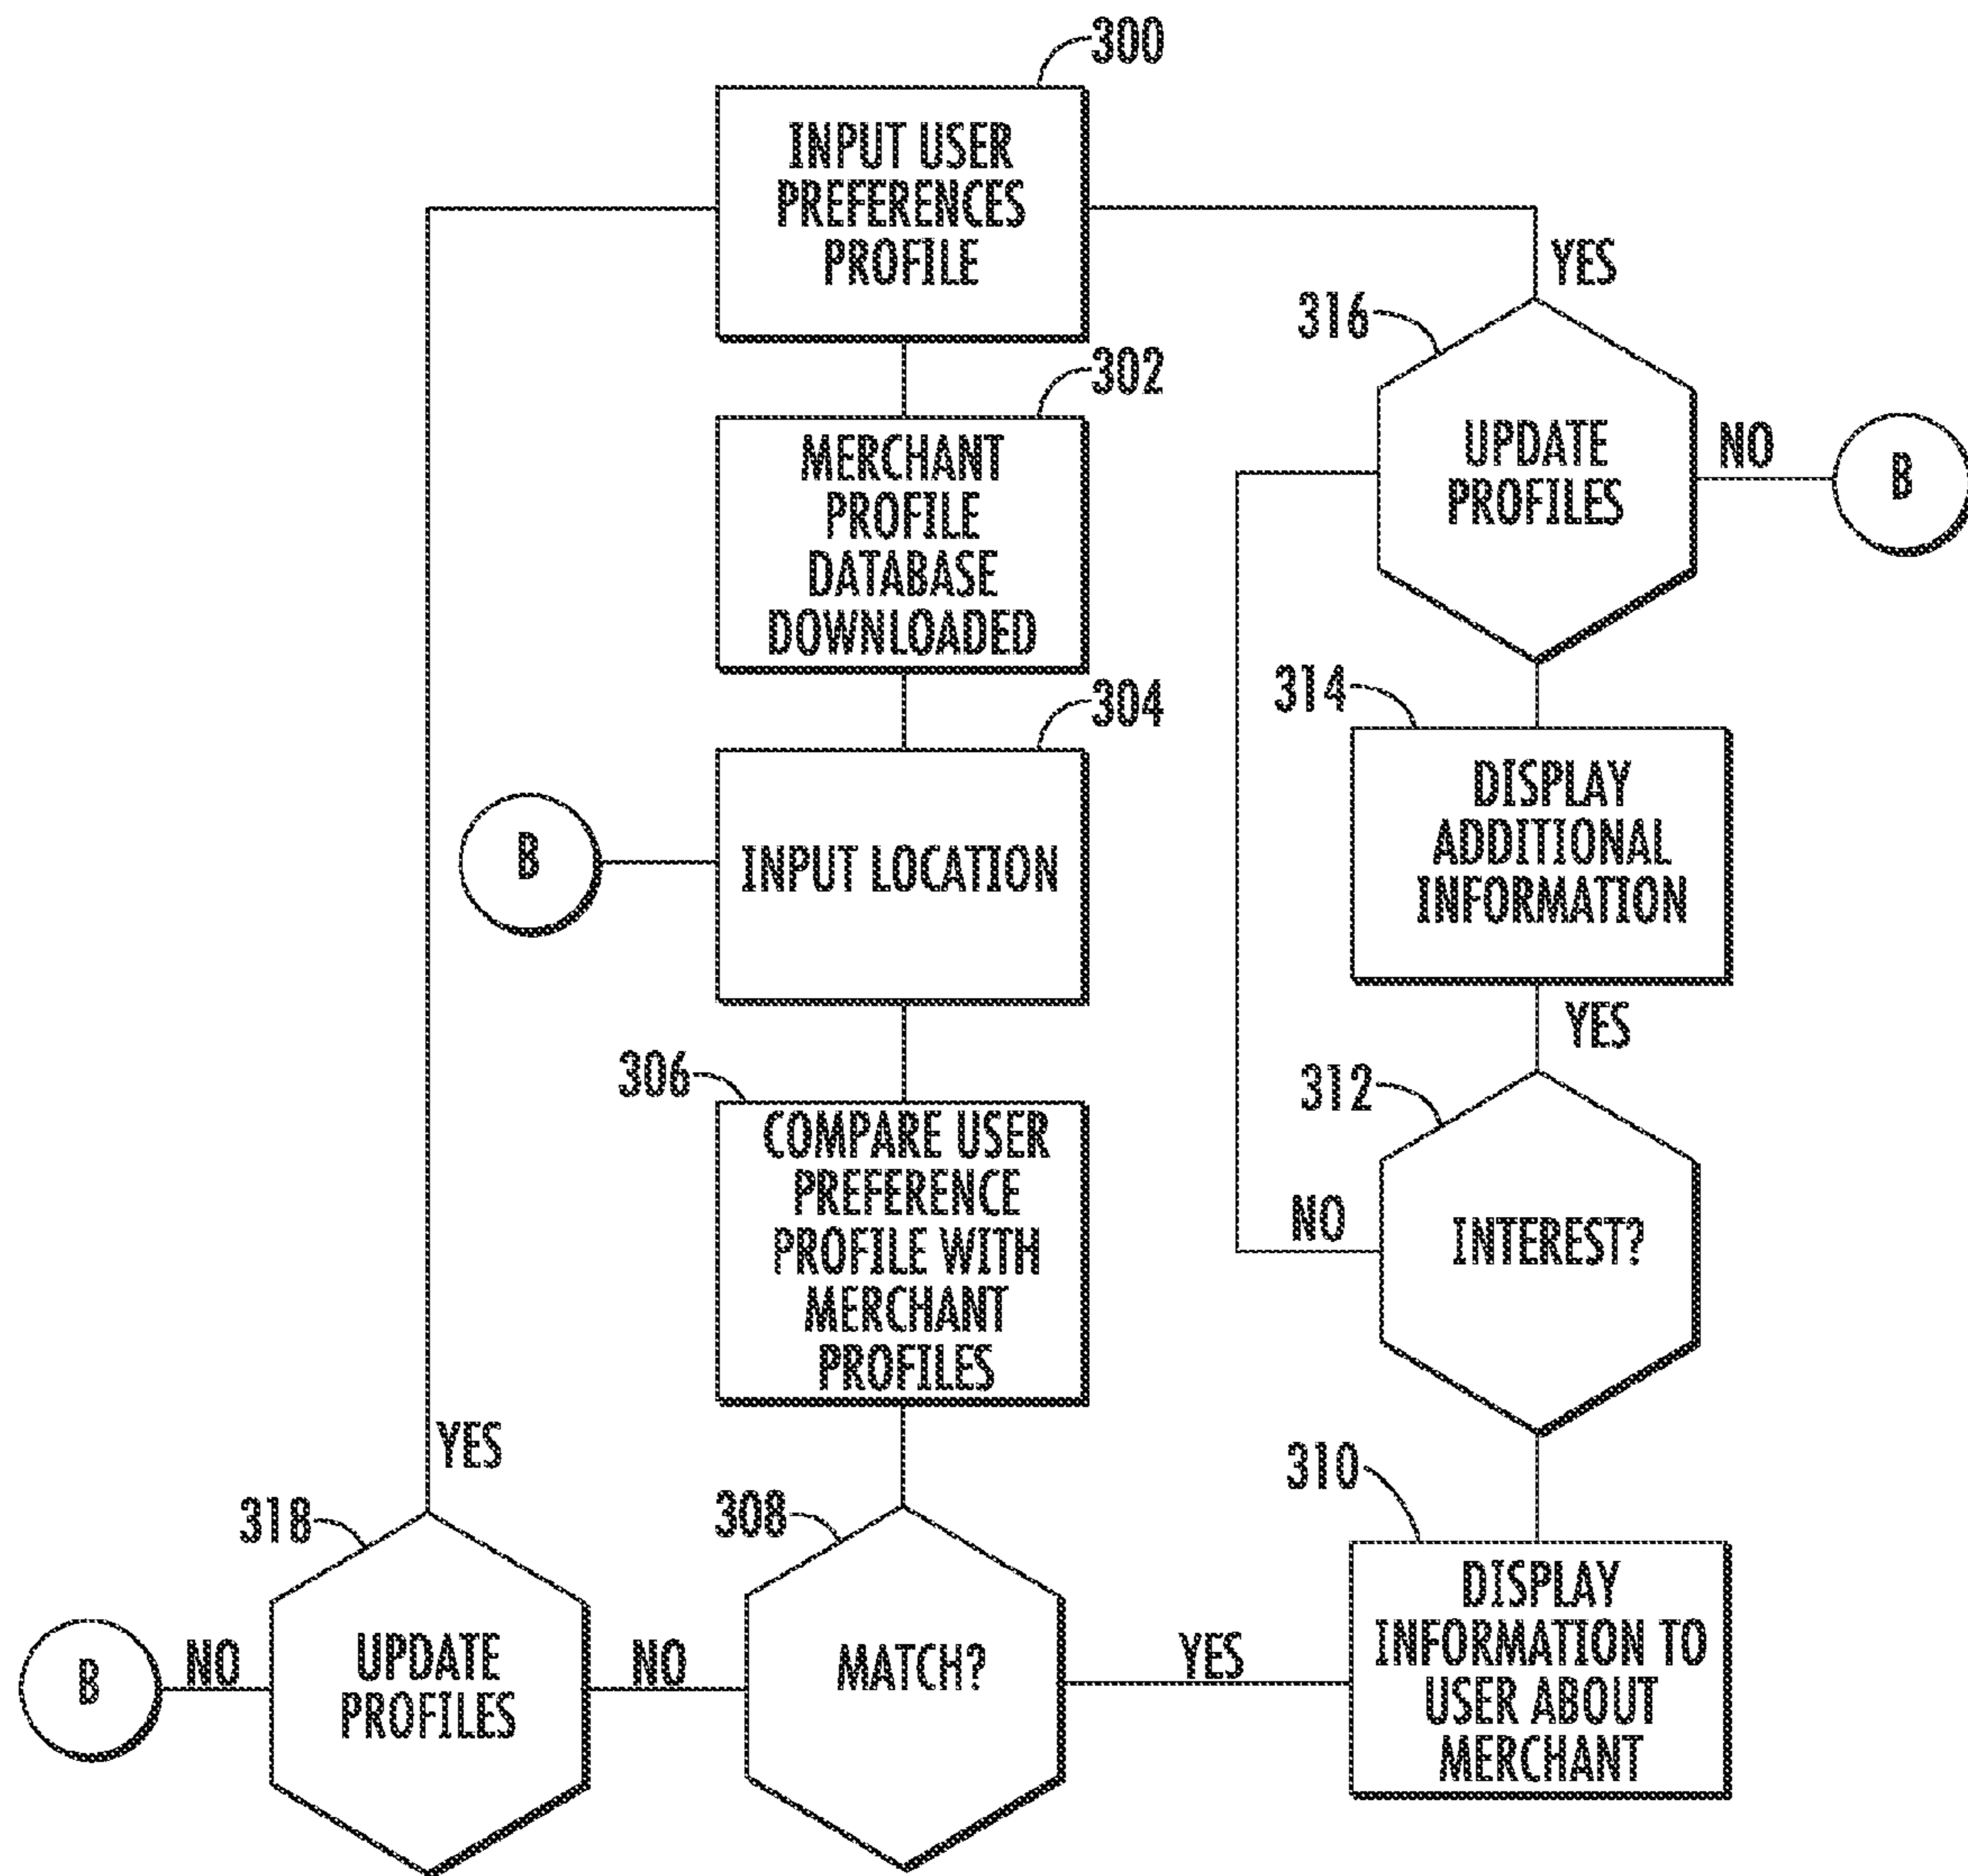 300
INPUT USER
PREFERENCES
PROFILE
YES
316
302
UPDATE
PROFILES
NO
B
MERCHANT
PROFILE
DATABASE
DOWNLOADED
314
304
DISPLAY
ADDITIONAL
INFORMATION
B
INPUT LOCATION
YES
306
312
COMPARE USER
PREFERENCE
PROFILE WITH
MERCHANT
PROFILES
NO
INTEREST?
YES
310
318
308
DISPLAY
INFORMATION TO
USER ABOUT
MERCHANT
B
NO
UPDATE
PROFILES
NO
MATCH?
YES